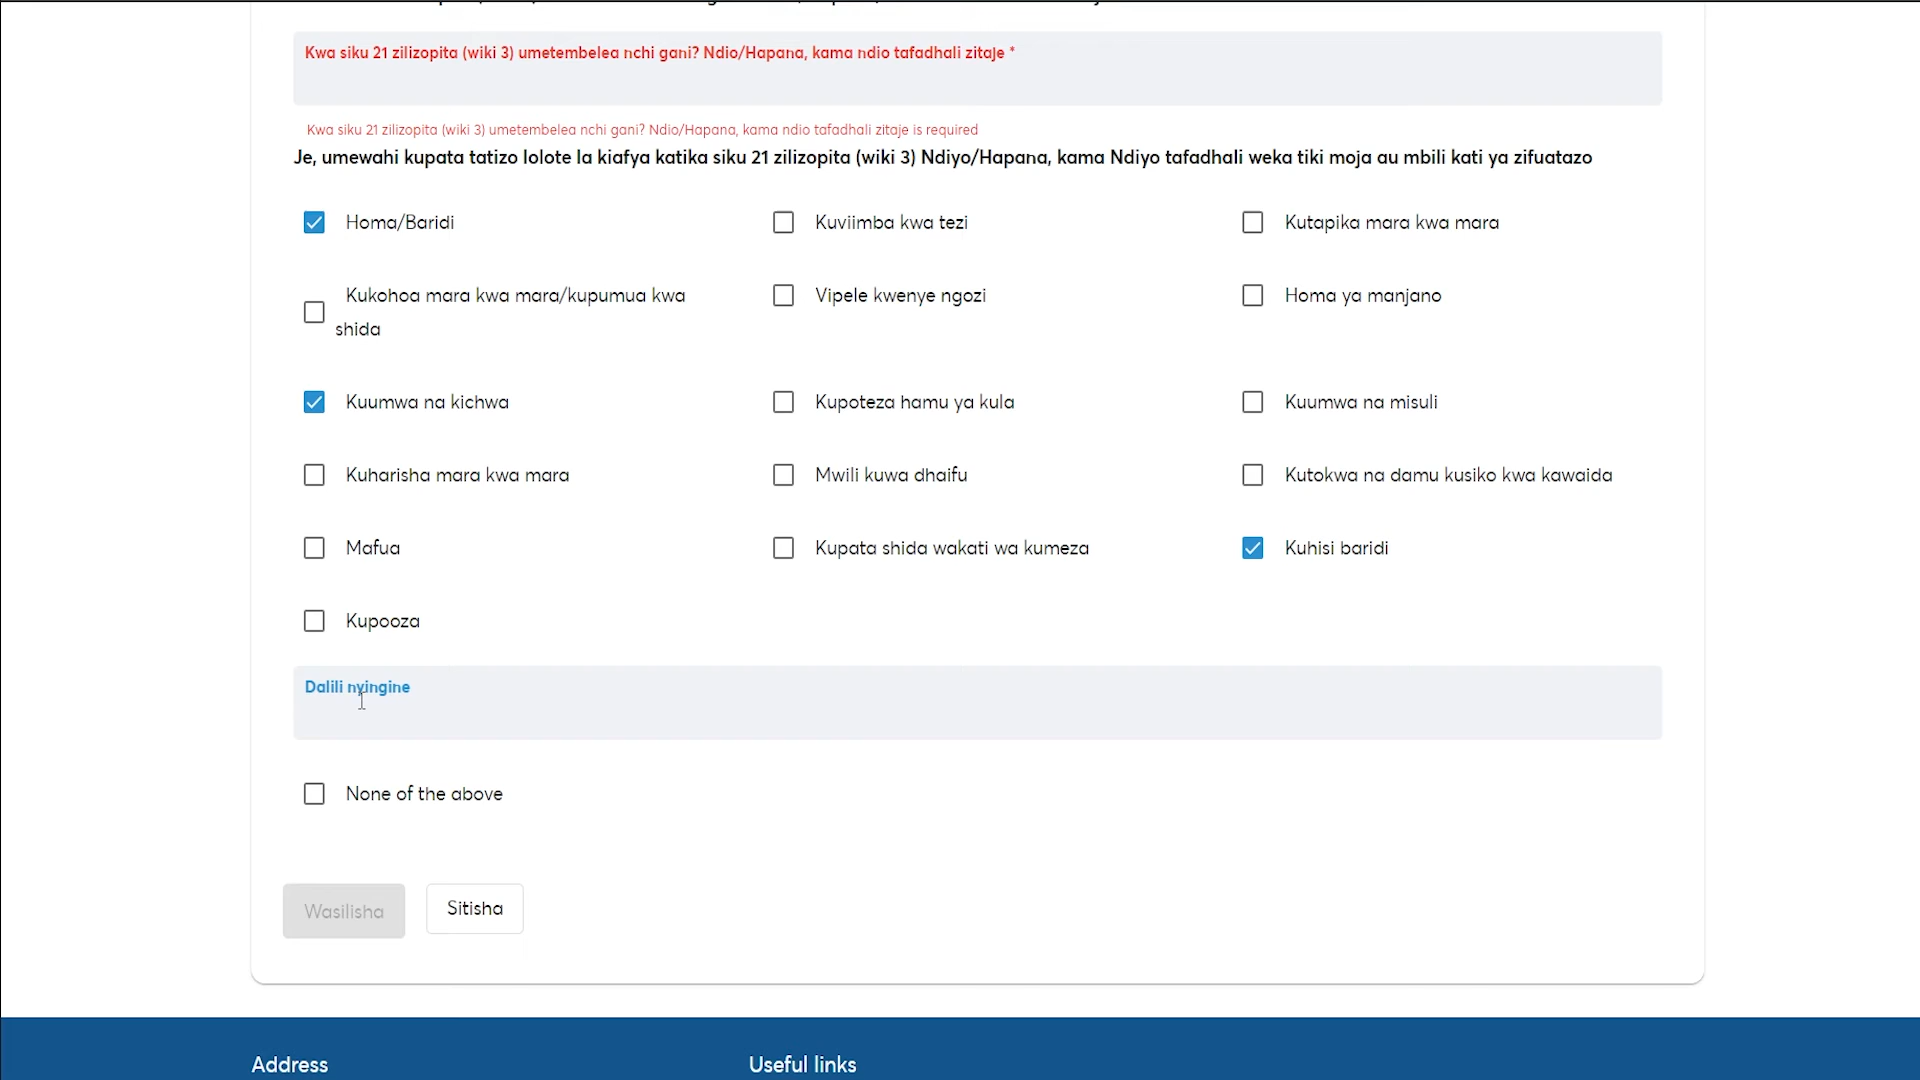 Kwa siku 21 zilizopita (wiki 3) umetembelea nchi gani? Ndio/Hapana, kama ndio tafadhali zitaje *
Kwa siku 21 zilizopita (wiki 3) umetembelea nchi gani? Ndio/Hapana, kama ndio tafadhali zitaje is required
Je, umewahi kupata tatizo lolote la kiafya katika siku 21 zilizopita (wiki 3) Ndiyo/Hapana, kama Ndiyo tafadhali weka tiki moja au mbili kati ya zifuatazo
Homa/Baridi
Kuviimba kwa tezi
Kutapika mara kwa mara
Kukohoa mara kwa mara/kupumua kwa
shida
Vipele kwenye ngozi
Homa ya manjano
Kuumwa na kichwa
Kupoteza hamu ya kula
Kuumwa na misuli
Kuharisha mara kwa mara
Mwili kuwa dhaifu
Kutokwa na damu kusiko kwa kawaida
Mafua
Kupata shida wakati wa kumeza
Kuhisi baridi
Kupooza
Dalili nyingine
None of the above
Wasilisha
Sitisha
Address
Useful links